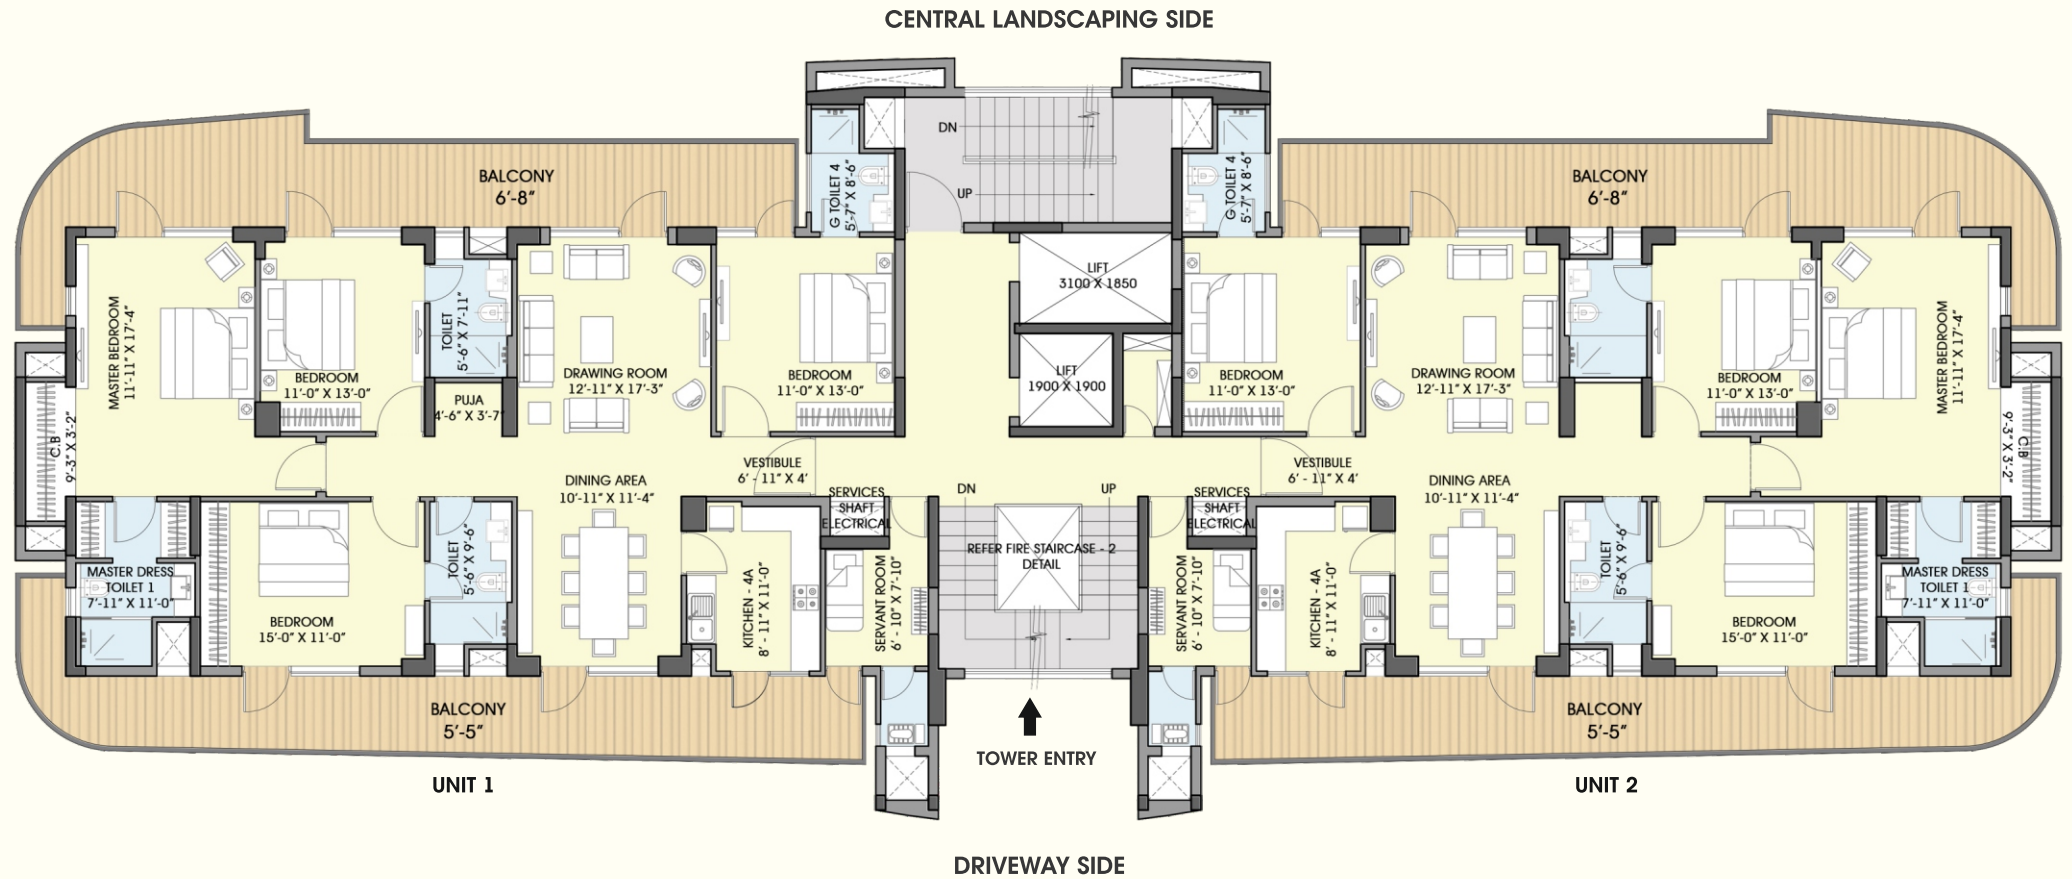 CENTRAL LANDSCAPING SIDE
BALCONY
6'-8"
G TOILET 4
5'-7" X 8'-6"
DN
UP
G TOILET 4
5'-7" X 8'-6"
BALCONY
6'-8"
MASTER BEDROOM
11'-11" X 17'-4"
BEDROOM
11'-0" X 13'-0"
TOILET
5'-6" X 7'-11"
PUJA
4'-6" X 3'-7"
DRAWING ROOM
12'-11" X 17'-3"
BEDROOM
11'-0" X 13'-0"
LIFT
3100 X 1850
LIFT
1900 X 1900
BEDROOM
11'-0" X 13'-0"
DRAWING ROOM
12'-11" X 17'-3"
BEDROOM
11'-0" X 13'-0"
MASTER BEDROOM
11'-11" X 17'-4"
C.B
9'-3" X 3'-2"
VESTIBULE
6' - 11" X 4'
VESTIBULE
6' - 11" X 4'
C.B
9'-3" X 3'-2"
DINING AREA
10'-11" X 11'-4"
SERVICES
SHAFT
ELECTRICAL
DN
UP
SERVICES
SHAFT
ELECTRICAL
DINING AREA
10'-11" X 11'-4"
MASTER DRESS
TOILET 1
7'-11" X 11'-0"
BEDROOM
15'-0" X 11'-0"
TOILET
5'-6" X 9'-6"
KITCHEN - 4A
8' - 11" X 11'-0"
SERVANT ROOM
6' - 10" X 7'-10"
REFER FIRE STAIRCASE - 2
DETAIL
SERVANT ROOM
6' - 10" X 7'-10"
KITCHEN - 4A
8' - 11" X 11'-0"
TOILET
5'-6" X 9'-6"
BEDROOM
15'-0" X 11'-0"
MASTER DRESS
TOILET 1
7'-11" X 11'-0"
BALCONY
5'-5"
BALCONY
5'-5"
TOWER ENTRY
UNIT 1
UNIT 2
DRIVEWAY SIDE